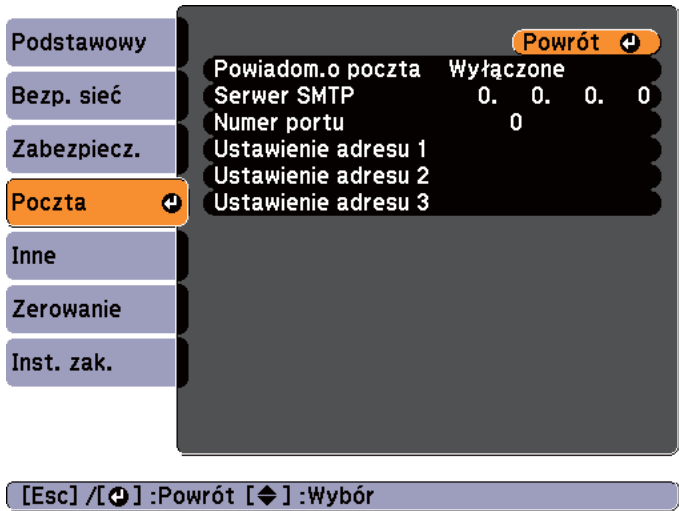 Podstawowy
Bezp. sieć
Zabezpiecz.
Poczta
Inne
Zerowanie
Inst. zak.
Powrót
Powiadom.o poczta Wyłączone
Serwer SMTP 0. 0. 0. 0
Numer portu 0
Ustawienie adresu 1
Ustawienie adresu 2
Ustawienie adresu 3
[Esc] /[⏎] :Powrót [◆] :Wybór